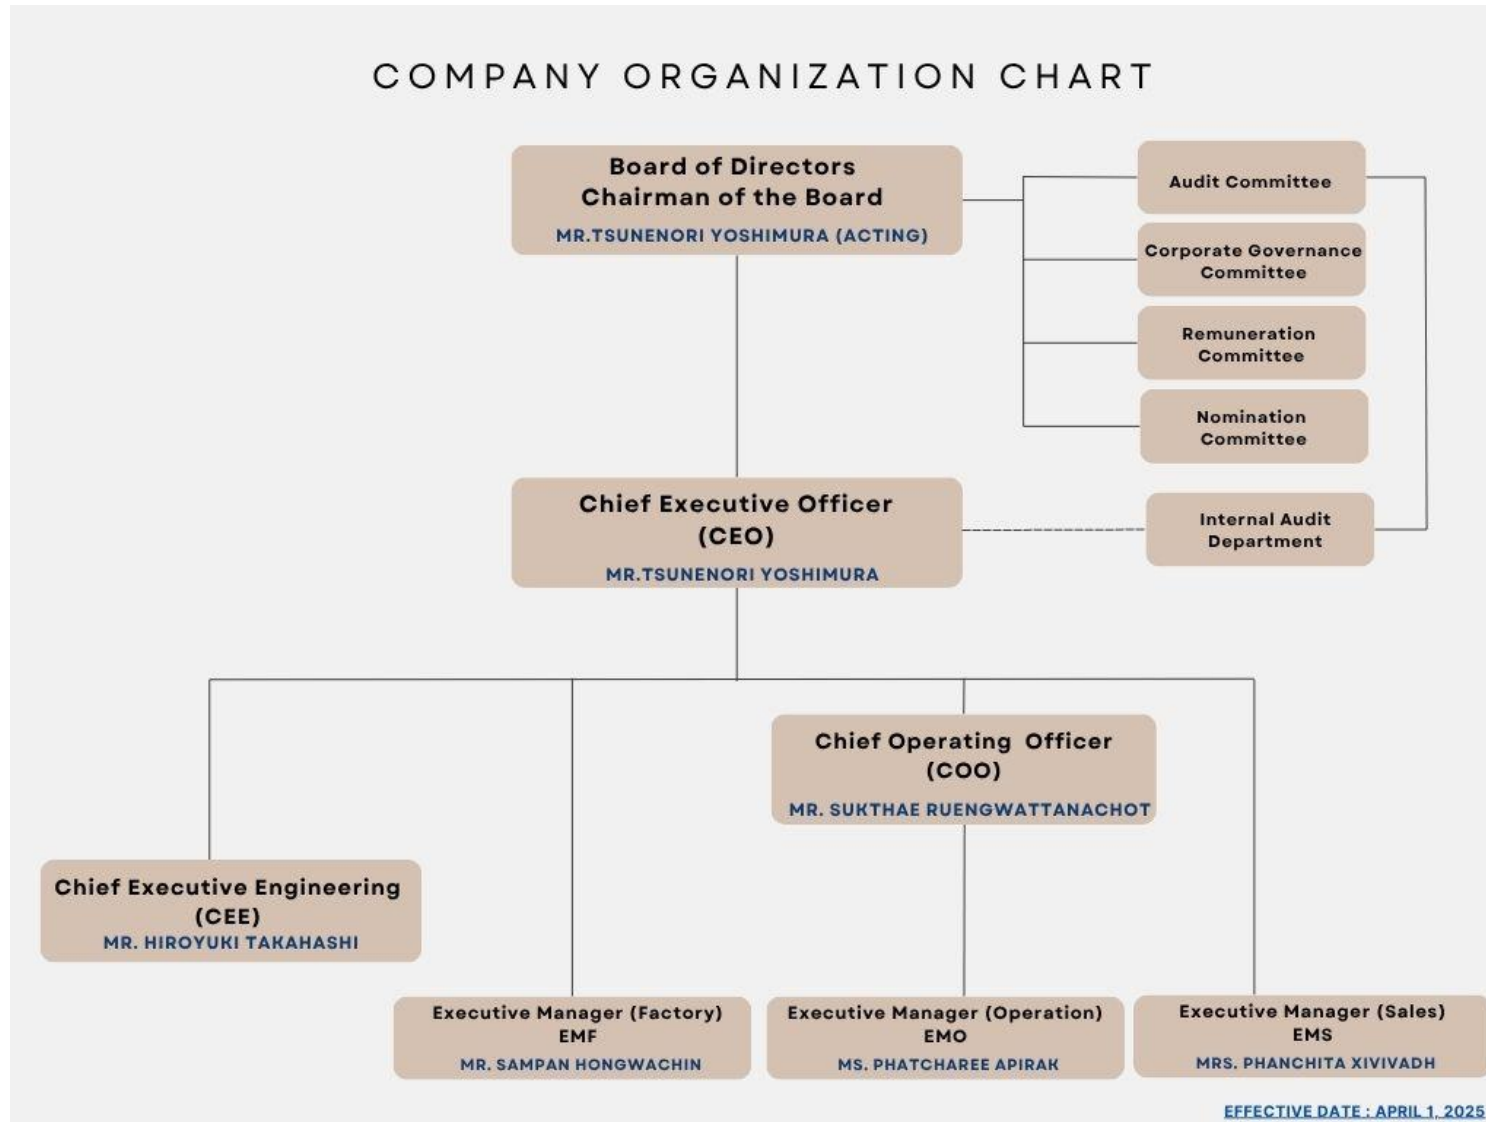 COMPANY ORGANIZATION CHART
Board of Directors
Chairman of the Board
MR.TSUNENORI YOSHIMURA (ACTING)
Audit Committee
Corporate Governance
Committee
Remuneration
Committee
Nomination
Committee
Chief Executive Officer
(CEO)
MR.TSUNENORI YOSHIMURA
Internal Audit
Department
Chief Operating Officer
(COO)
MR. SUKTHAE RUENGWATTANACHOT
Chief Executive Engineering
(CEE)
MR. HIROYUKI TAKAHASHI
Executive Manager (Factory)
EMF
MR. SAMPAN HONGWACHIN
Executive Manager (Operation)
EMO
MS. PHATCHAREE APIRAK
Executive Manager (Sales)
EMS
MRS. PHANCHITA XIVIVADH
EFFECTIVE DATE : APRIL 1, 2025